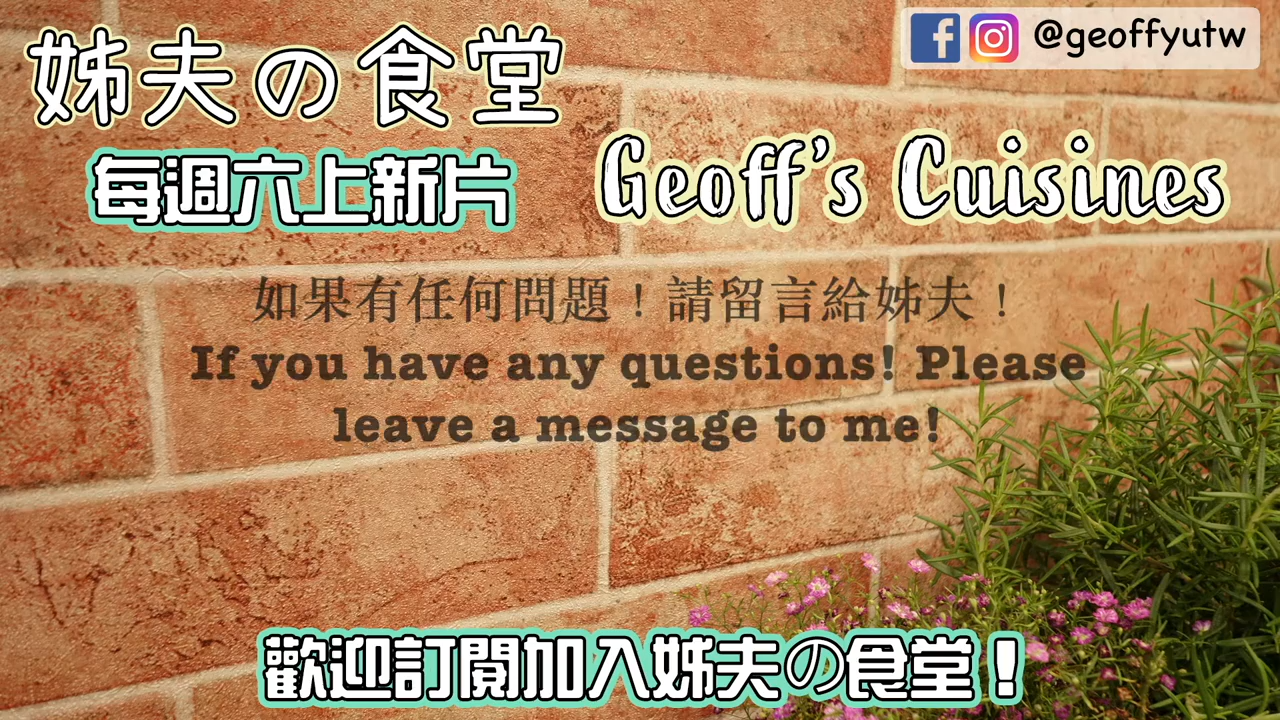 姊夫の食堂
@geoffyutw
每週六上新片
Geoff's Cuisines
如果有任何問題！請留言給姊夫！
If you have any questions! Please
leave a message to me!
歡迎訂閱加入姊夫の食堂！